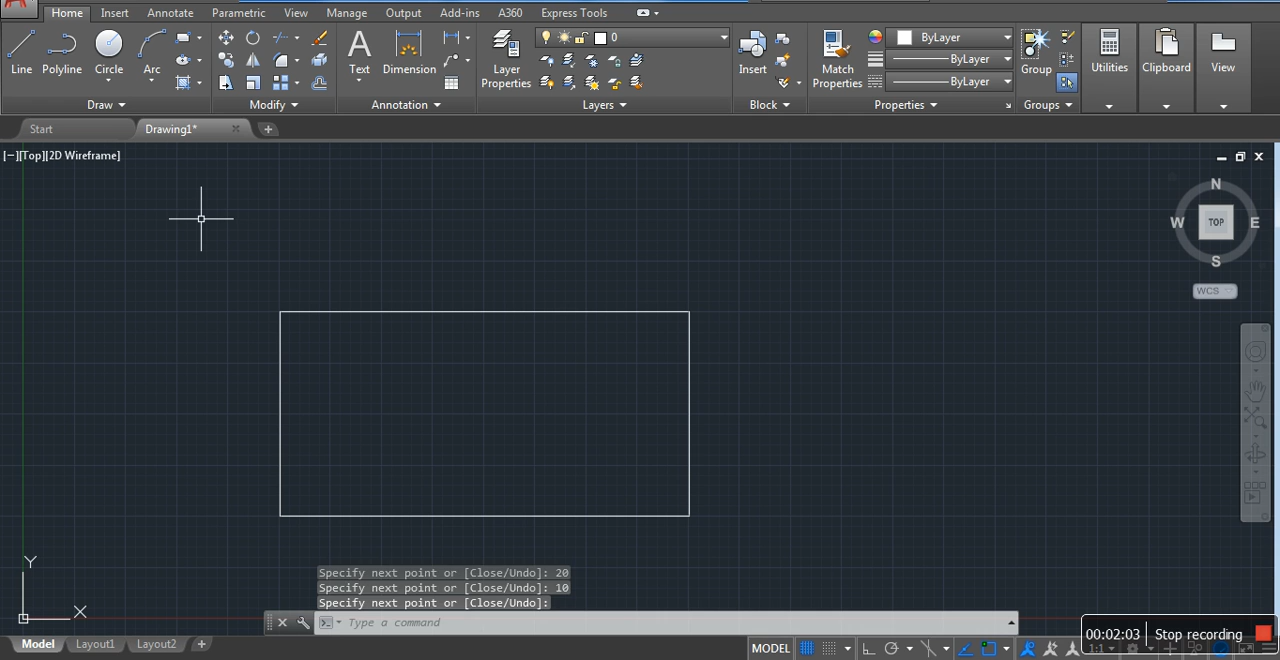 Home Insert Annotate Parametric View Manage Output Add-ins A360 Express Tools
Line Polyline Circle Arc Text Dimension Layer Properties 0 Insert Match Properties ByLayer ByLayer ByLayer Group Utilities Clipboard View
Draw Modify Annotation Layers Block Properties Groups
Start Drawing1* +
[−][Top][2D Wireframe]
N
W TOP E
S
WCS
Y
X
Specify next point or [Close/Undo]: 20
Specify next point or [Close/Undo]: 10
Specify next point or [Close/Undo]:
Type a command
Model Layout1 Layout2 +
MODEL 1:1
00:02:03 Stop recording